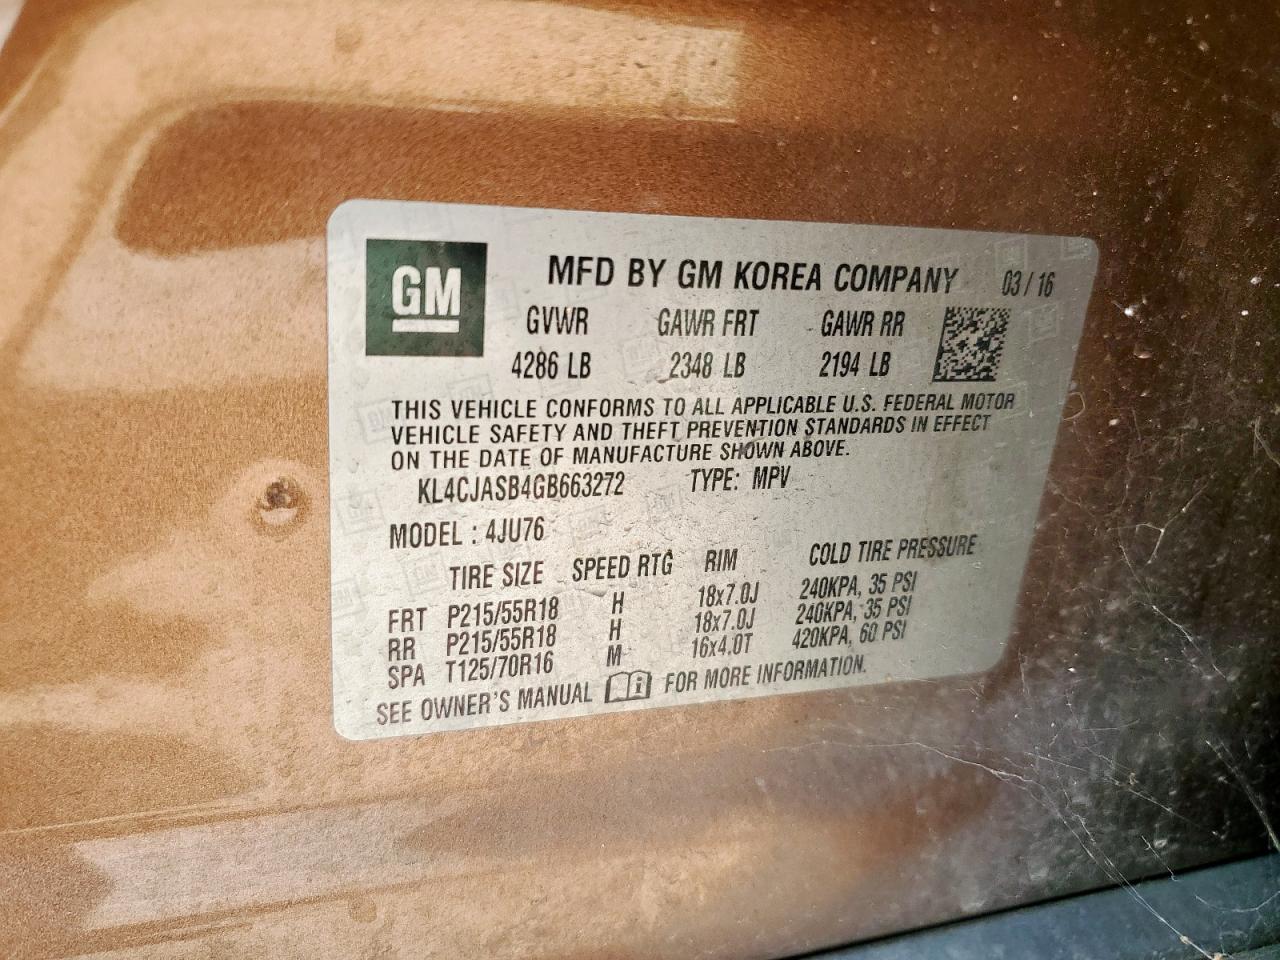 GM
MFD BY GM KOREA COMPANY 03/16
GVWR GAWR FRT GAWR RR
4286 LB 2348 LB 2194 LB
THIS VEHICLE CONFORMS TO ALL APPLICABLE U.S. FEDERAL MOTOR
VEHICLE SAFETY AND THEFT PREVENTION STANDARDS IN EFFECT
ON THE DATE OF MANUFACTURE SHOWN ABOVE.
KL4CJASB4GB663272 TYPE: MPV
MODEL : 4JU76
TIRE SIZE SPEED RTG RIM COLD TIRE PRESSURE
FRT P215/55R18 H 18x7.0J 240KPA, 35 PSI
RR P215/55R18 H 18x7.0J 240KPA, 35 PSI
SPA T125/70R16 M 16x4.0T 420KPA, 60 PSI
SEE OWNER'S MANUAL FOR MORE INFORMATION.